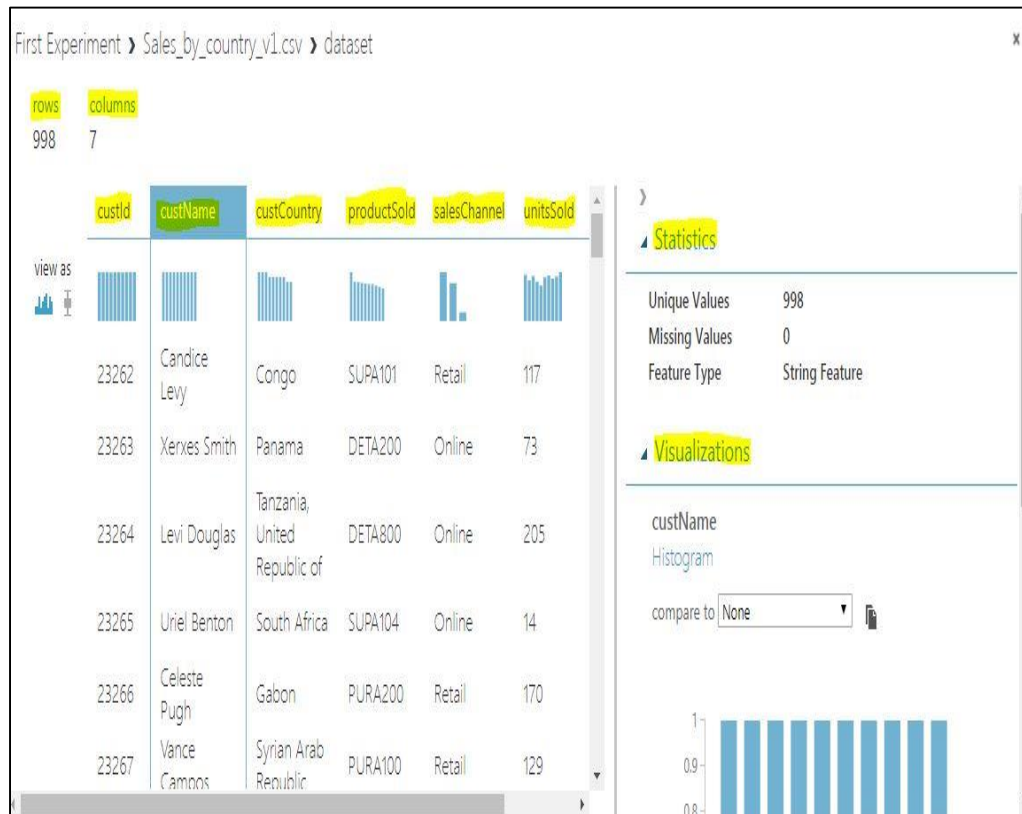 First Experiment › Sales_by_country_v1.csv › dataset
rows columns
998 7
custId custName custCountry productSold salesChannel unitsSold
view as
23262 Candice Levy Congo SUPA101 Retail 117
23263 Xerxes Smith Panama DETA200 Online 73
23264 Levi Douglas Tanzania, United Republic of DETA800 Online 205
23265 Uriel Benton South Africa SUPA104 Online 14
23266 Celeste Pugh Gabon PURA200 Retail 170
23267 Vance Campos Syrian Arab Republic PURA100 Retail 129
Statistics
Unique Values 998
Missing Values 0
Feature Type String Feature
Visualizations
custName
Histogram
compare to None
1
0.9
0.8